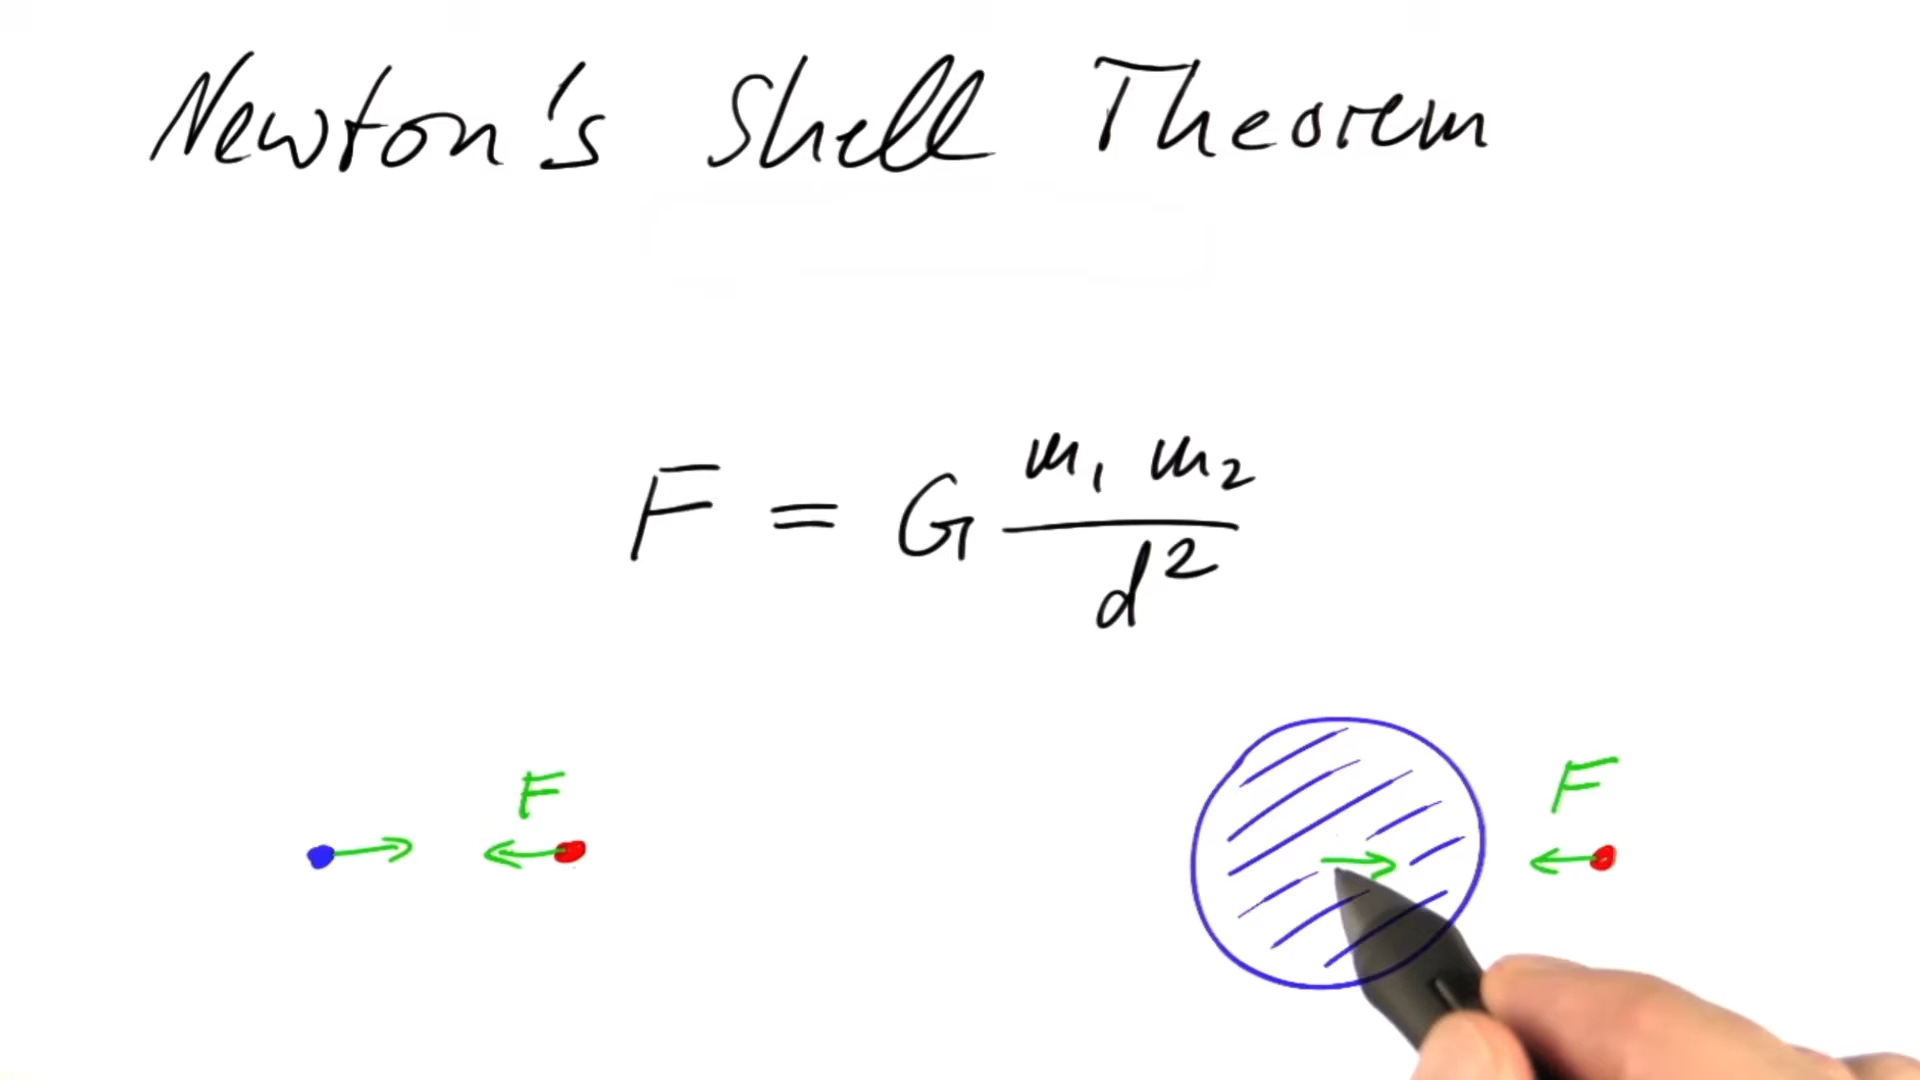 Newton's Shell Theorem
F = G m₁ m₂ / d²
F F